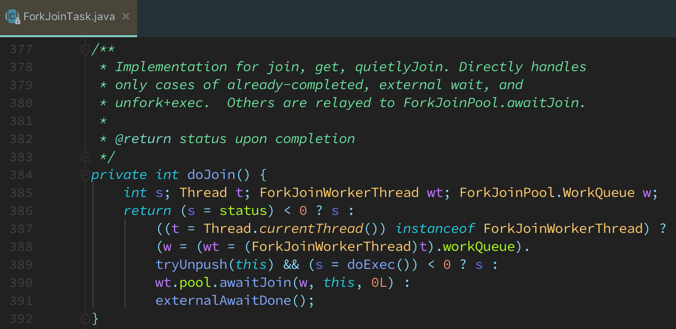 ForkJoinTask.java ×
377 /**
378 * Implementation for join, get, quietlyJoin. Directly handles
379 * only cases of already-completed, external wait, and
380 * unfork+exec.  Others are relayed to ForkJoinPool.awaitJoin.
381 *
382 * @return status upon completion
383 */
384 private int doJoin() {
385 int s; Thread t; ForkJoinWorkerThread wt; ForkJoinPool.WorkQueue w;
386 return (s = status) < 0 ? s :
387 ((t = Thread.currentThread()) instanceof ForkJoinWorkerThread) ?
388 (w = (wt = (ForkJoinWorkerThread)t).workQueue).
389 tryUnpush(this) && (s = doExec()) < 0 ? s :
390 wt.pool.awaitJoin(w, this, 0L) :
391 externalAwaitDone();
392 }